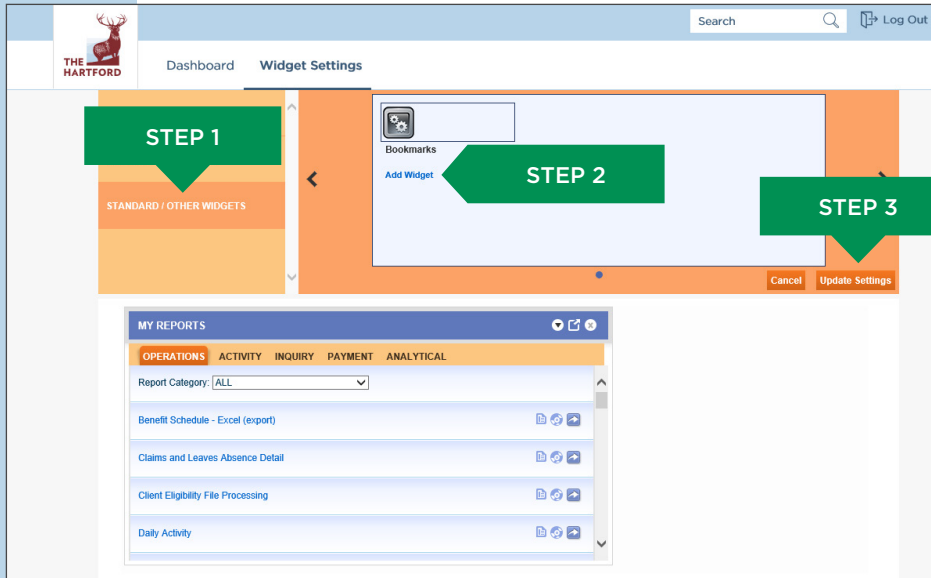 Search
Log Out
THE
HARTFORD
Dashboard Widget Settings
STEP 1
STANDARD / OTHER WIDGETS
Bookmarks
Add Widget
STEP 2
STEP 3
Cancel Update Settings
MY REPORTS
OPERATIONS ACTIVITY INQUIRY PAYMENT ANALYTICAL
Report Category: ALL
Benefit Schedule - Excel (export)
Claims and Leaves Absence Detail
Client Eligibility File Processing
Daily Activity